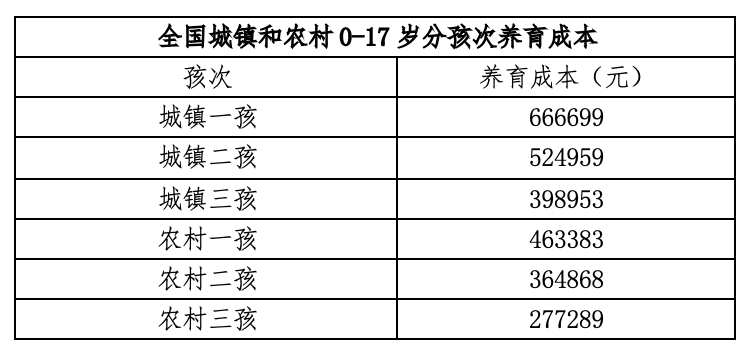 全国城镇和农村 0-17 岁分孩次养育成本
孩次 养育成本（元）
城镇一孩 666699
城镇二孩 524959
城镇三孩 398953
农村一孩 463383
农村二孩 364868
农村三孩 277289